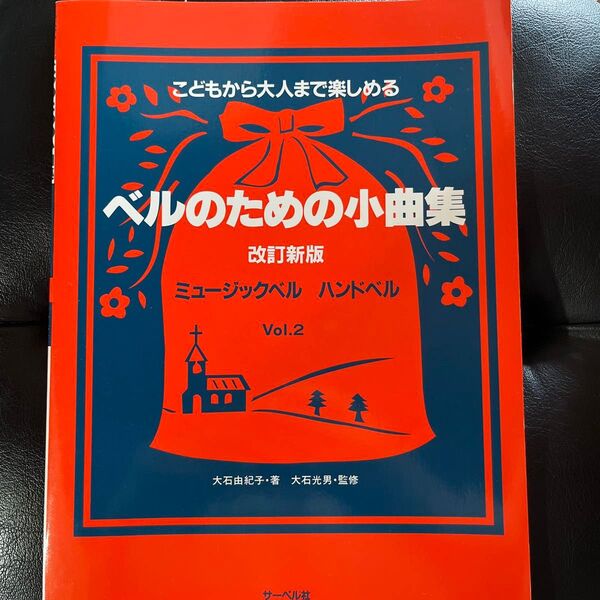 こどもから大人まで楽しめる
ベルのための小曲集
改訂新版
ミュージックベル ハンドベル
Vol.2
大石由紀子・著 大石光男・監修
サーベル社